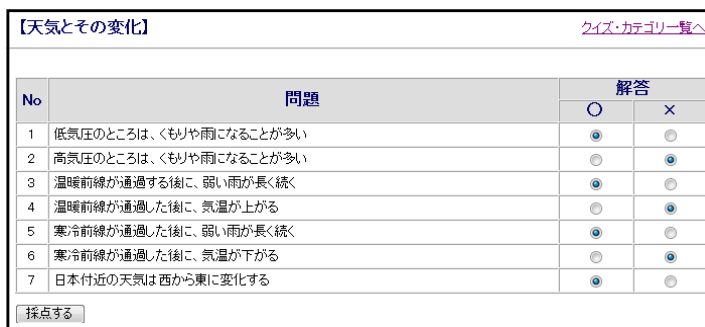 【天気とその変化】 クイズ・カテゴリ一覧へ
No 問題 解答
○ ×
1 低気圧のところは、くもりや雨になることが多い
2 高気圧のところは、くもりや雨になることが多い
3 温暖前線が通過する後に、弱い雨が長く続く
4 温暖前線が通過した後に、気温が上がる
5 寒冷前線が通過した後に、弱い雨が長く続く
6 寒冷前線が通過した後に、気温が下がる
7 日本付近の天気は西から東に変化する
採点する